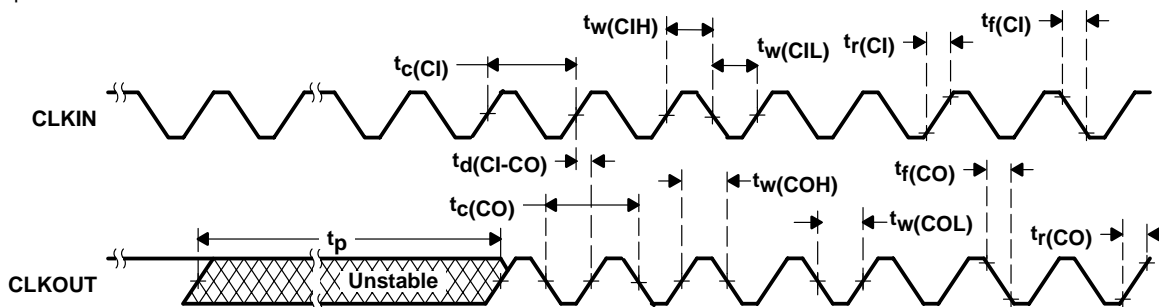 tw(CIH)
tf(CI)
tr(CI)
tw(CIL)
tc(CI)
CLKIN
td(CI-CO)
tf(CO)
tw(COH)
tc(CO)
tw(COL)
tr(CO)
tp
CLKOUT
Unstable